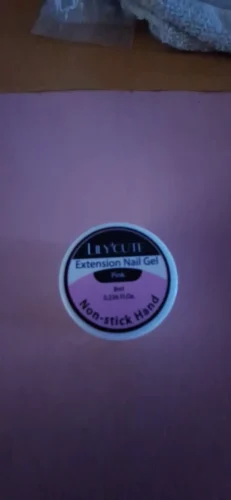 LILYCUTE
Extension Nail Gel
Pink
8ml
Non-stick Hand